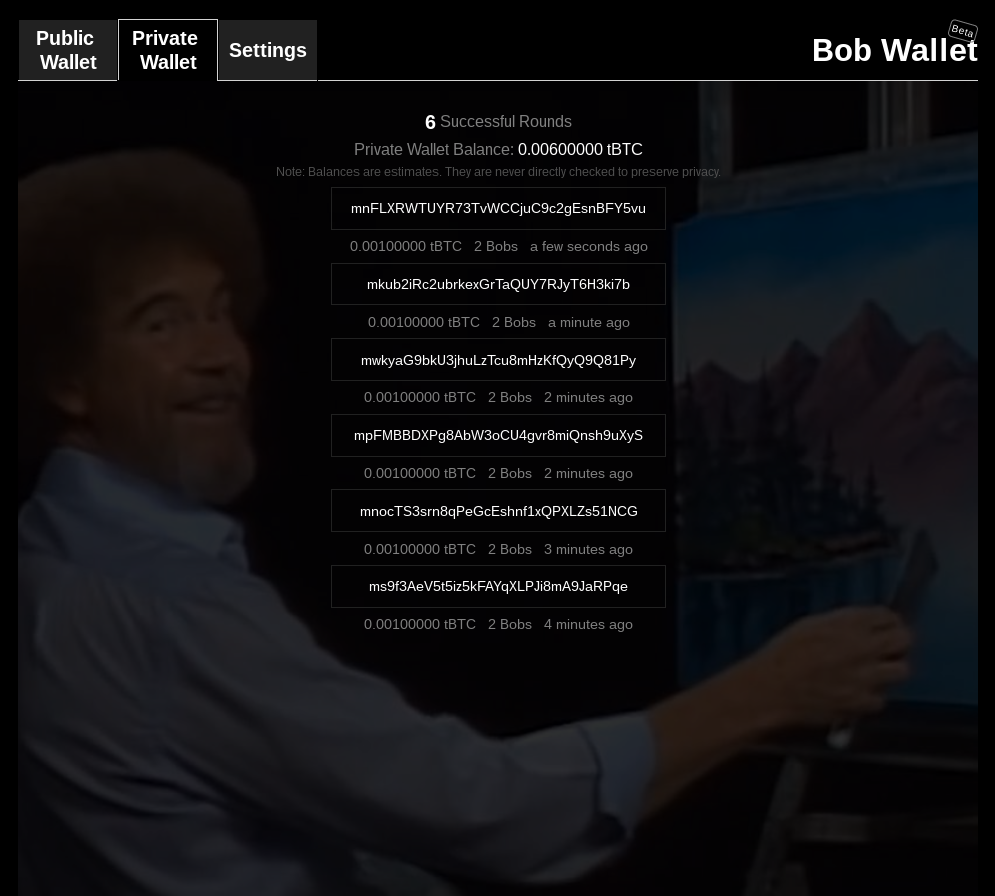 Public Wallet
Private Wallet
Settings
Beta
Bob Wallet
6 Successful Rounds
Private Wallet Balance: 0.00600000 tBTC
Note: Balances are estimates. They are never directly checked to preserve privacy.
mnFLXRWTUYR73TvWCCjuC9c2gEsnBFY5vu
0.00100000 tBTC 2 Bobs a few seconds ago
mkub2iRc2ubrkexGrTaQUY7RJyT6H3ki7b
0.00100000 tBTC 2 Bobs a minute ago
mwkyaG9bkU3jhuLzTcu8mHzKfQyQ9Q81Py
0.00100000 tBTC 2 Bobs 2 minutes ago
mpFMBBDXPg8AbW3oCU4gvr8miQnsh9uXyS
0.00100000 tBTC 2 Bobs 2 minutes ago
mnocTS3srn8qPeGcEshnf1xQPXLZs51NCG
0.00100000 tBTC 2 Bobs 3 minutes ago
ms9f3AeV5t5iz5kFAYqXLPJi8mA9JaRPqe
0.00100000 tBTC 2 Bobs 4 minutes ago